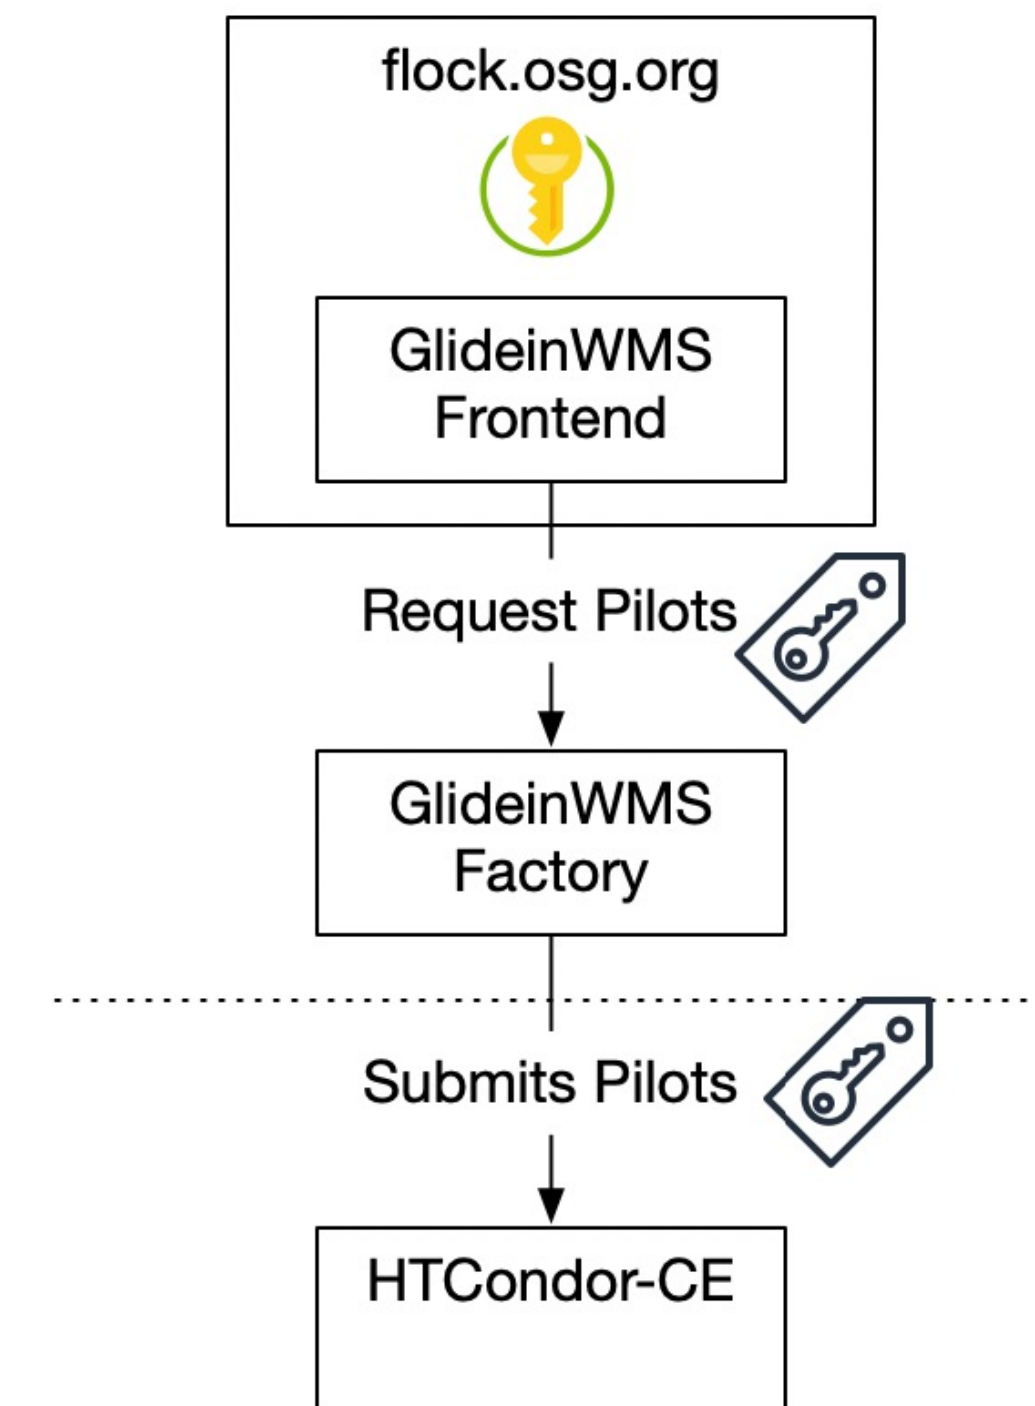 flock.osg.org
GlideinWMS
Frontend
Request Pilots
GlideinWMS
Factory
Submits Pilots
HTCondor-CE